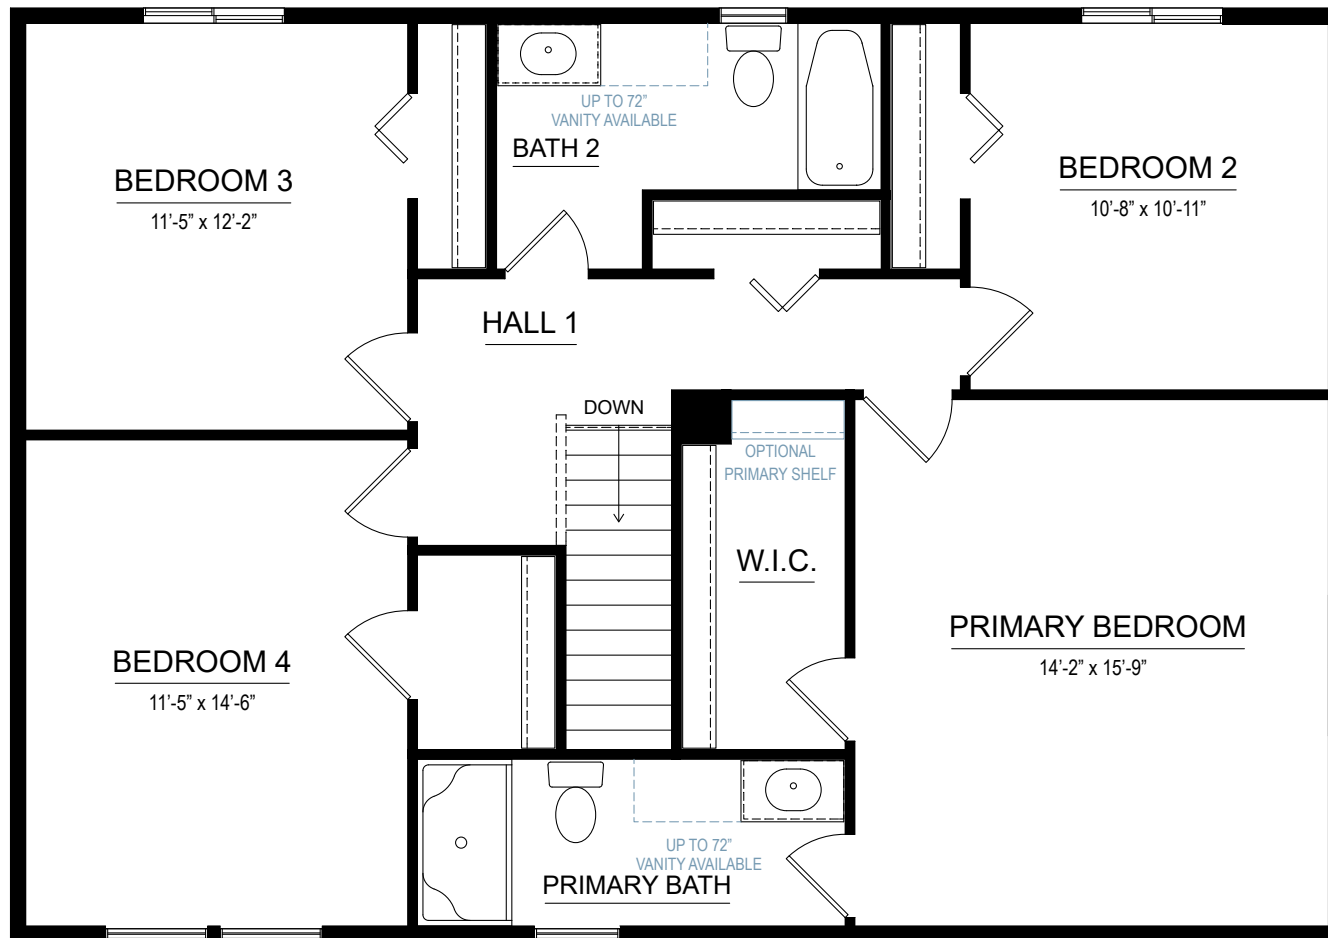 UP TO 72”
VANITY AVAILABLE
BATH 2
BEDROOM 3
11’-5” x 12’-2”
BEDROOM 2
10’-8” x 10’-11”
HALL 1
DOWN
OPTIONAL
PRIMARY SHELF
W.I.C.
PRIMARY BEDROOM
14’-2” x 15’-9”
BEDROOM 4
11’-5” x 14’-6”
UP TO 72”
VANITY AVAILABLE
PRIMARY BATH